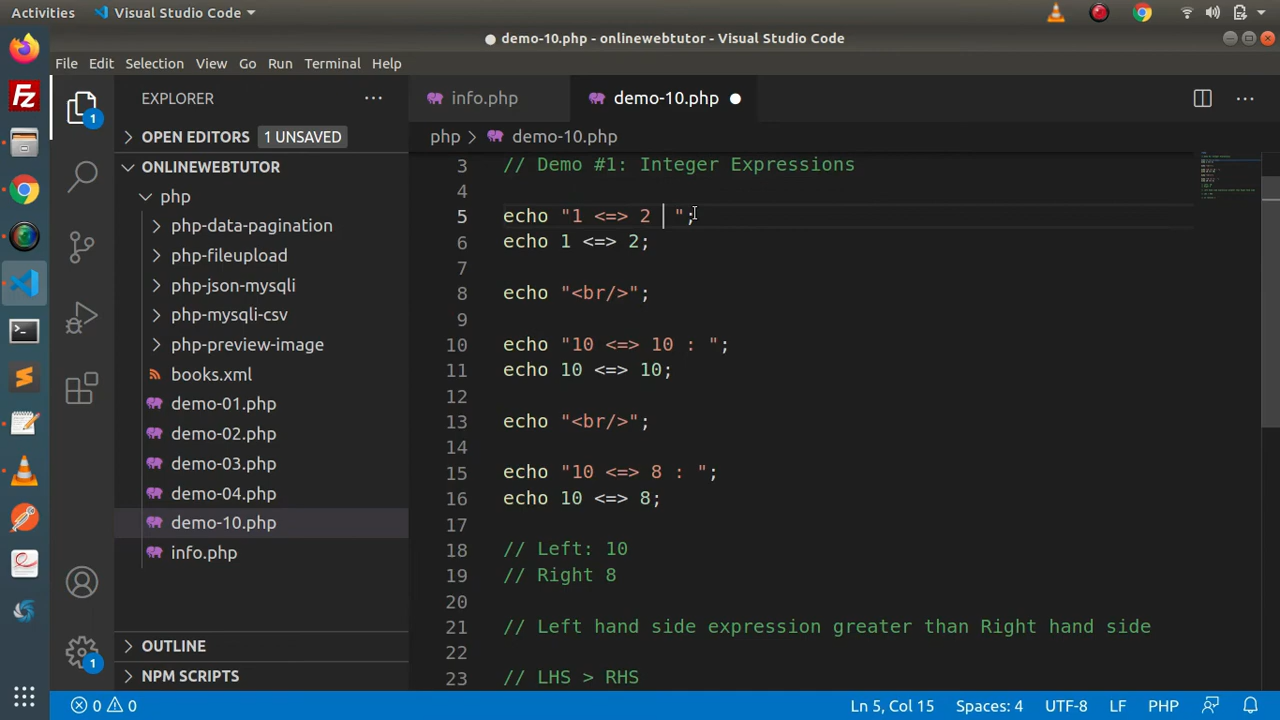 Activities Visual Studio Code
demo-10.php - onlinewebtutor - Visual Studio Code
File Edit Selection View Go Run Terminal Help
EXPLORER
OPEN EDITORS 1 UNSAVED
ONLINEWEBTUTOR
php
php-data-pagination
php-fileupload
php-json-mysqli
php-mysqli-csv
php-preview-image
books.xml
demo-01.php
demo-02.php
demo-03.php
demo-04.php
demo-10.php
info.php
OUTLINE
NPM SCRIPTS
1
1
Fz
info.php demo-10.php
php > demo-10.php
3 // Demo #1: Integer Expressions
4
5 echo "1 <=> 2  ";
6 echo 1 <=> 2;
7
8 echo "<br/>";
9
10 echo "10 <=> 10 : ";
11 echo 10 <=> 10;
12
13 echo "<br/>";
14
15 echo "10 <=> 8 : ";
16 echo 10 <=> 8;
17
18 // Left: 10
19 // Right 8
20
21 // Left hand side expression greater than Right hand side
22
23 // LHS > RHS
0 0 Ln 5, Col 15 Spaces: 4 UTF-8 LF PHP